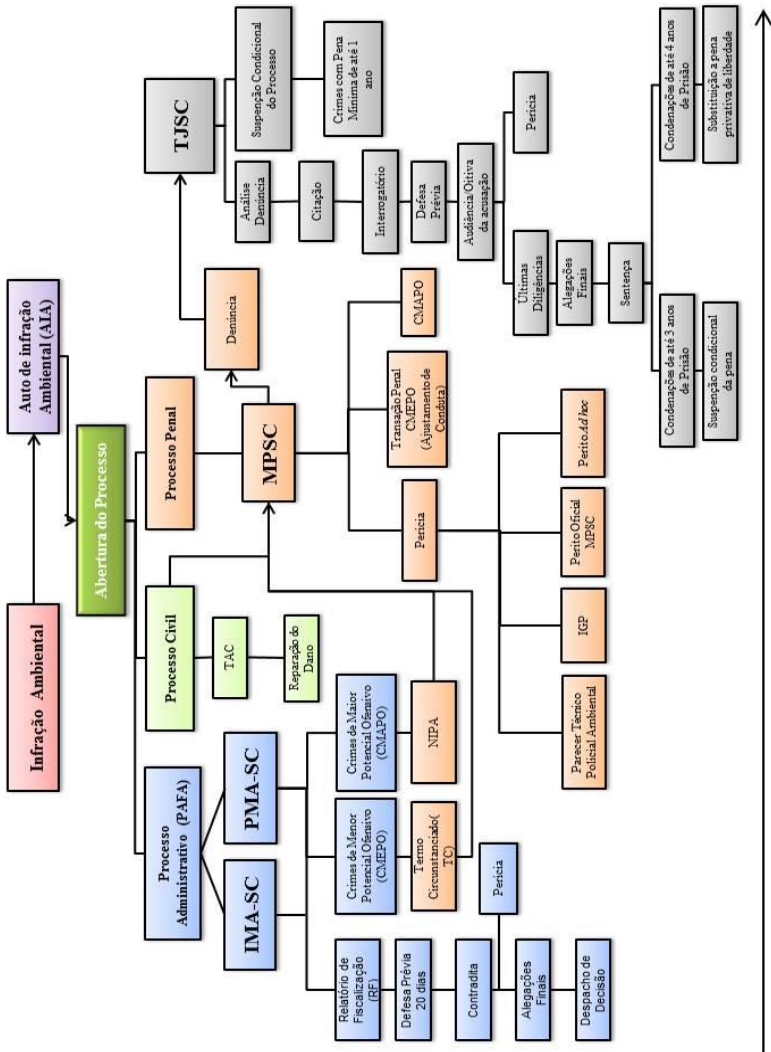 Infração Ambiental
Auto de infração
Ambiental (AIA)
Abertura do Processo
Processo
Administrativo (PAFA)
Processo Civil
Processo Penal
IMA-SC
PMA-SC
TAC
Reparação do
Dano
MPSC
Denúncia
TJSC
Relatório de
Fiscalização
(RF)
Defesa Prévia
20 dias
Contradita
Perícia
Alegações
Finais
Despacho de
Decisão
Crimes de Menor
Potencial Ofensivo
(CMEPO)
Termo
Circunstanciado(
TC)
Crimes de Maior
Potencial Ofensivo
(CMAPO)
NIPA
Perícia
Transação Penal
CMEPO
(Ajustamento de
Conduta)
CMAPO
Parecer Técnico
Policial Ambiental
IGP
Perito Oficial
MPSC
Perito Ad hoc
Análise
Denúncia
Suspenção Condicional
do Processo
Citação
Crimes com Pena
Minima de até 1
ano
Interrogatório
Defesa
Prévia
Audiência/Oitiva
da acusação
Últimas
Diligências
Perícia
Alegações
Finais
Sentença
Condenações de até 3 anos
de Prisão
Suspenção condicional
da pena
Condenações de até 4 anos
de Prisão
Substituição a pena
privativa de liberdade